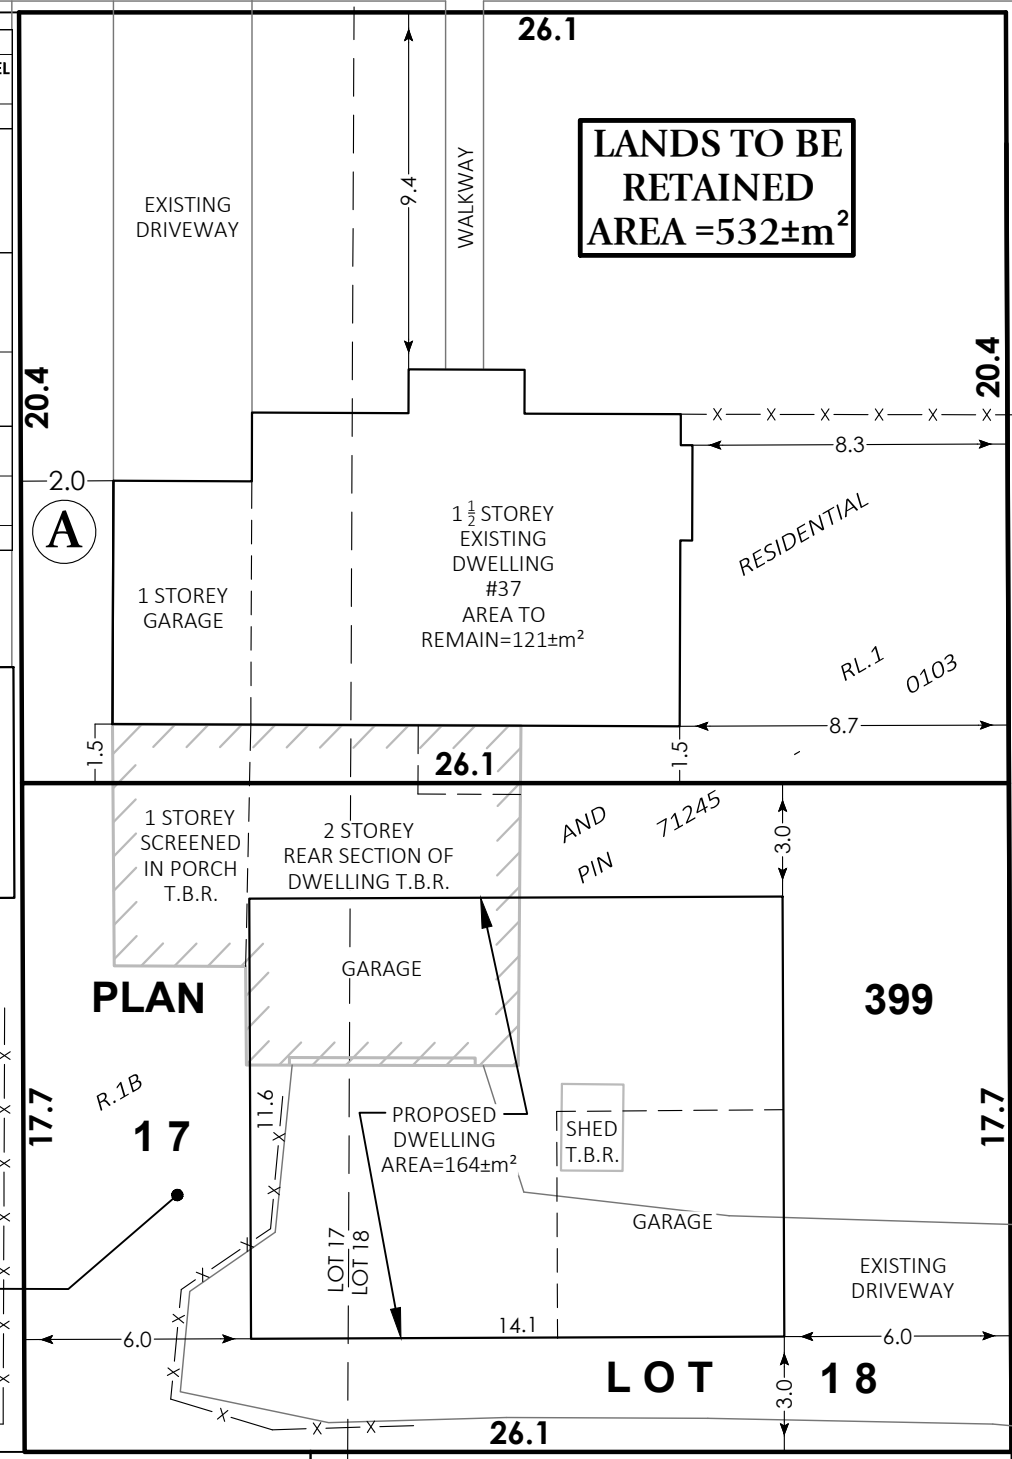 26.1
EL
LANDS TO BE
RETAINED
AREA =532±m²
EXISTING
DRIVEWAY
9.4
WALKWAY
20.4
20.4
X X X X X X
8.3
2.0
A
1 ½ STOREY
EXISTING
DWELLING
#37
AREA TO
REMAIN=121±m²
RESIDENTIAL
1 STOREY
GARAGE
RL.1
0103
8.7
1.5
26.1
1.5
1 STOREY
SCREENED
IN PORCH
T.B.R.
2 STOREY
REAR SECTION OF
DWELLING T.B.R.
AND
71245
PIN
3.0
GARAGE
PLAN
399
R.1B
17.7
17
11.6
PROPOSED
DWELLING
AREA=164±m²
SHED
T.B.R.
17.7
GARAGE
LOT 17
LOT 18
EXISTING
DRIVEWAY
6.0
14.1
6.0
LOT 18
3.0
26.1